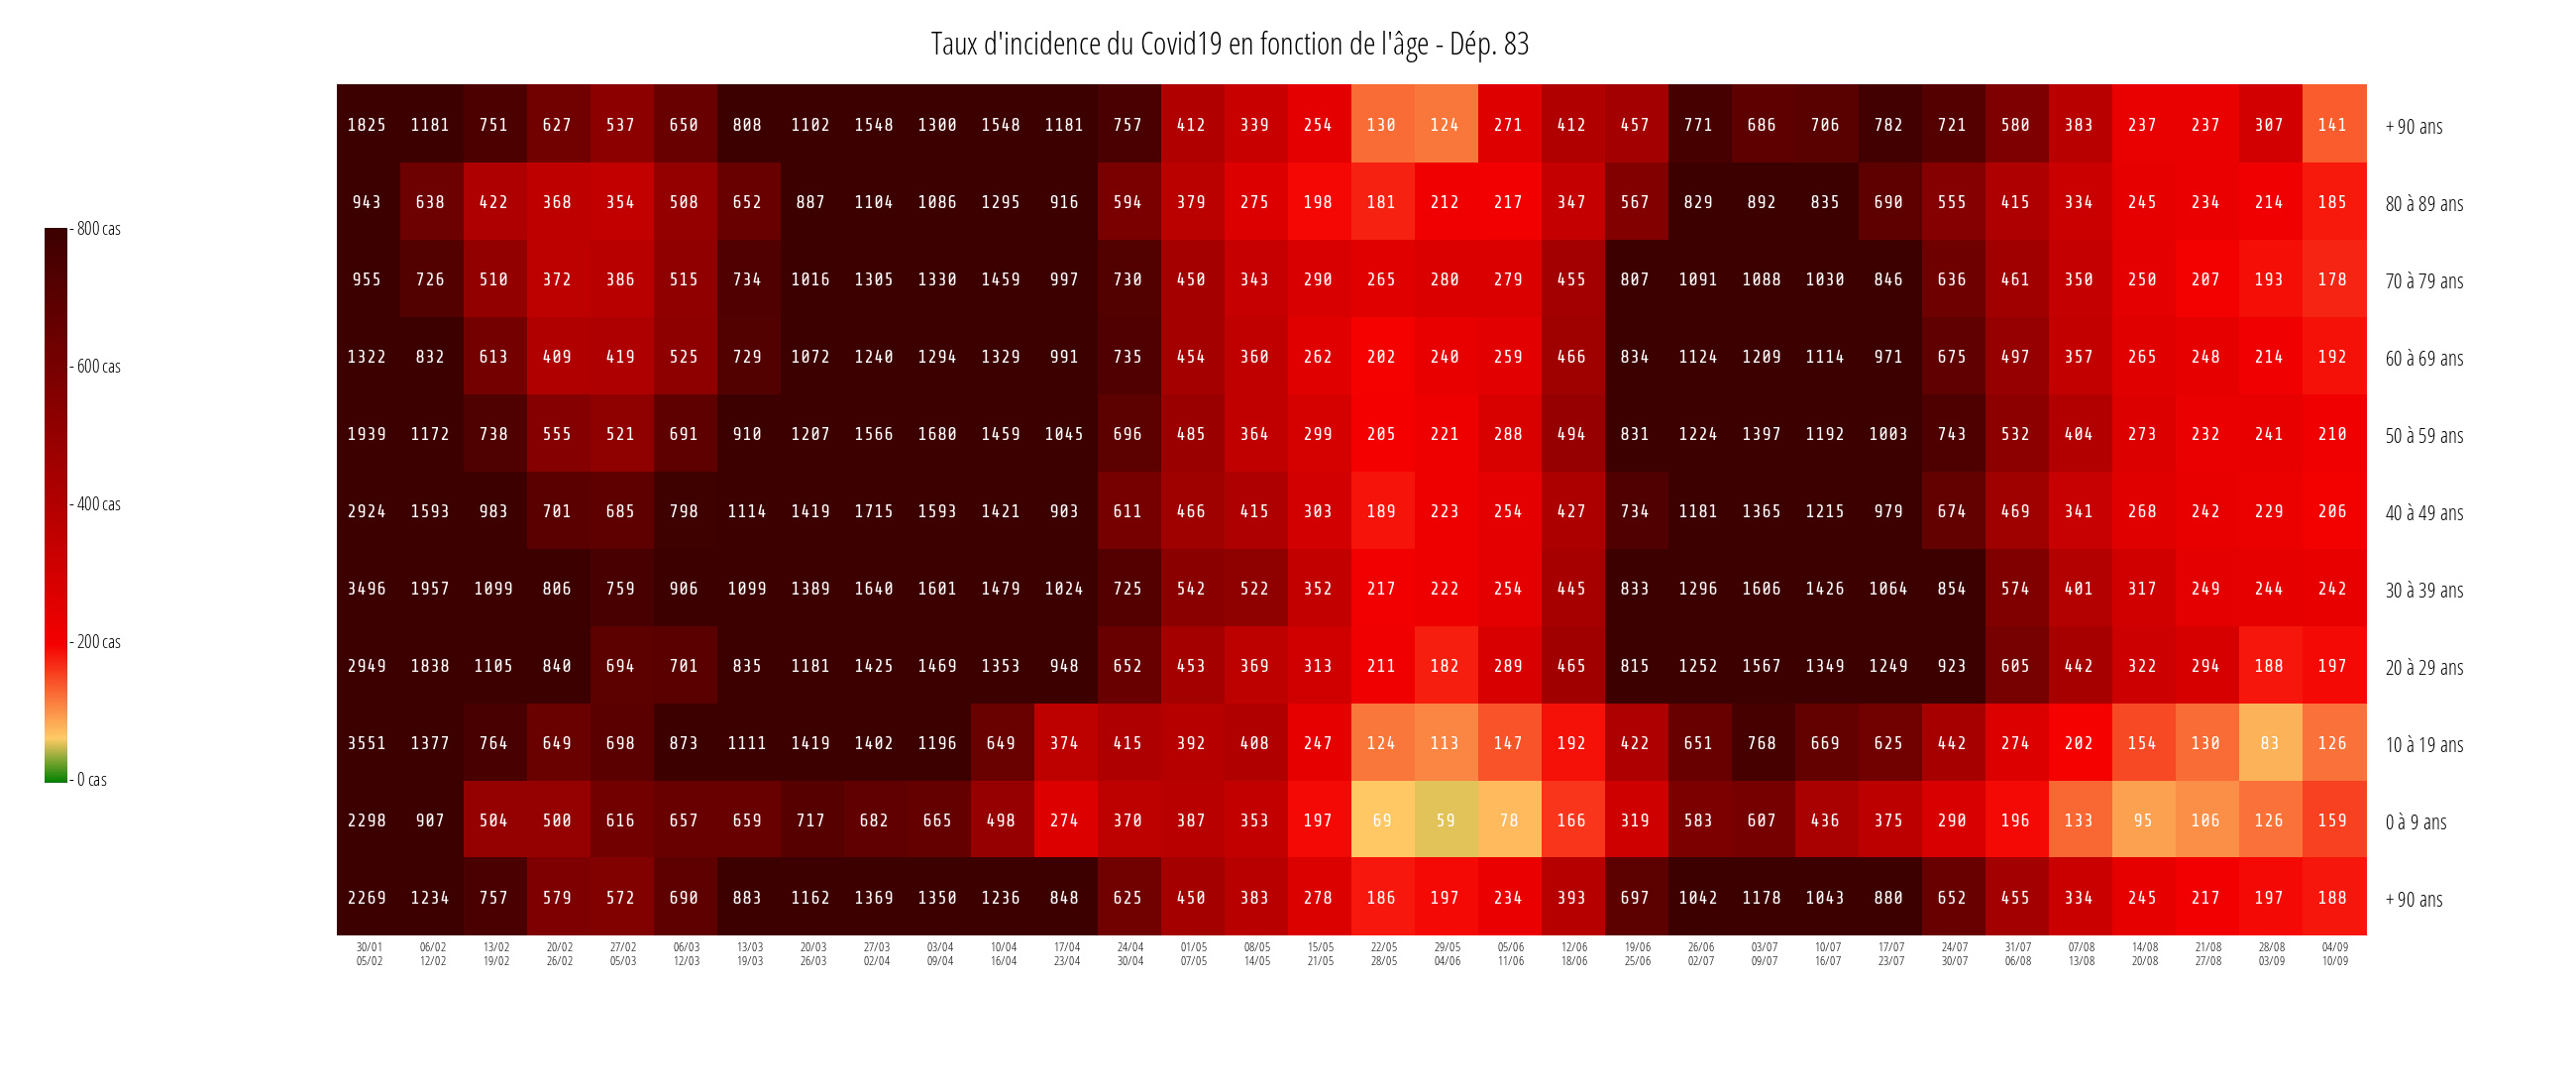 Taux d'incidence du Covid19 en fonction de l'âge - Dép. 83
1825 1181 751 627 537 650 808 1102 1548 1300 1548 1181 757 412 339 254 130 124 271 412 457 771 686 706 782 721 580 383 237 237 307 141 + 90 ans
943 638 422 368 354 508 652 887 1104 1086 1295 916 594 379 275 198 181 212 217 347 567 829 892 835 690 555 415 334 245 234 214 185 80 à 89 ans
955 726 510 372 386 515 734 1016 1305 1330 1459 997 730 450 343 290 265 280 279 455 807 1091 1088 1030 846 636 461 350 250 207 193 178 70 à 79 ans
1322 832 613 409 419 525 729 1072 1240 1294 1329 991 735 454 360 262 202 240 259 466 834 1124 1209 1114 971 675 497 357 265 248 214 192 60 à 69 ans
1939 1172 738 555 521 691 910 1207 1566 1680 1459 1045 696 485 364 299 205 221 288 494 831 1224 1397 1192 1003 743 532 404 273 232 241 210 50 à 59 ans
2924 1593 983 701 685 798 1114 1419 1715 1593 1421 903 611 466 415 303 189 223 254 427 734 1181 1365 1215 979 674 469 341 268 242 229 206 40 à 49 ans
3496 1957 1099 806 759 906 1099 1389 1640 1601 1479 1024 725 542 522 352 217 222 254 445 833 1296 1606 1426 1064 854 574 401 317 249 244 242 30 à 39 ans
2949 1838 1105 840 694 701 835 1181 1425 1469 1353 948 652 453 369 313 211 182 289 465 815 1252 1567 1349 1249 923 605 442 322 294 188 197 20 à 29 ans
3551 1377 764 649 698 873 1111 1419 1402 1196 649 374 415 392 408 247 124 113 147 192 422 651 768 669 625 442 274 202 154 130 83 126 10 à 19 ans
2298 907 504 500 616 657 659 717 682 665 498 274 370 387 353 197 69 59 78 166 319 583 607 436 375 290 196 133 95 106 126 159 0 à 9 ans
2269 1234 757 579 572 690 883 1162 1369 1350 1236 848 625 450 383 278 186 197 234 393 697 1042 1178 1043 880 652 455 334 245 217 197 188 + 90 ans
30/01 06/02 13/02 20/02 27/02 06/03 13/03 20/03 27/03 03/04 10/04 17/04 24/04 01/05 08/05 15/05 22/05 29/05 05/06 12/06 19/06 26/06 03/07 10/07 17/07 24/07 31/07 07/08 14/08 21/08 28/08 04/09
05/02 12/02 19/02 26/02 05/03 12/03 19/03 26/03 02/04 09/04 16/04 23/04 30/04 07/05 14/05 21/05 28/05 04/06 11/06 18/06 25/06 02/07 09/07 16/07 23/07 30/07 06/08 13/08 20/08 27/08 03/09 10/09
- 800 cas
- 600 cas
- 400 cas
- 200 cas
- 0 cas